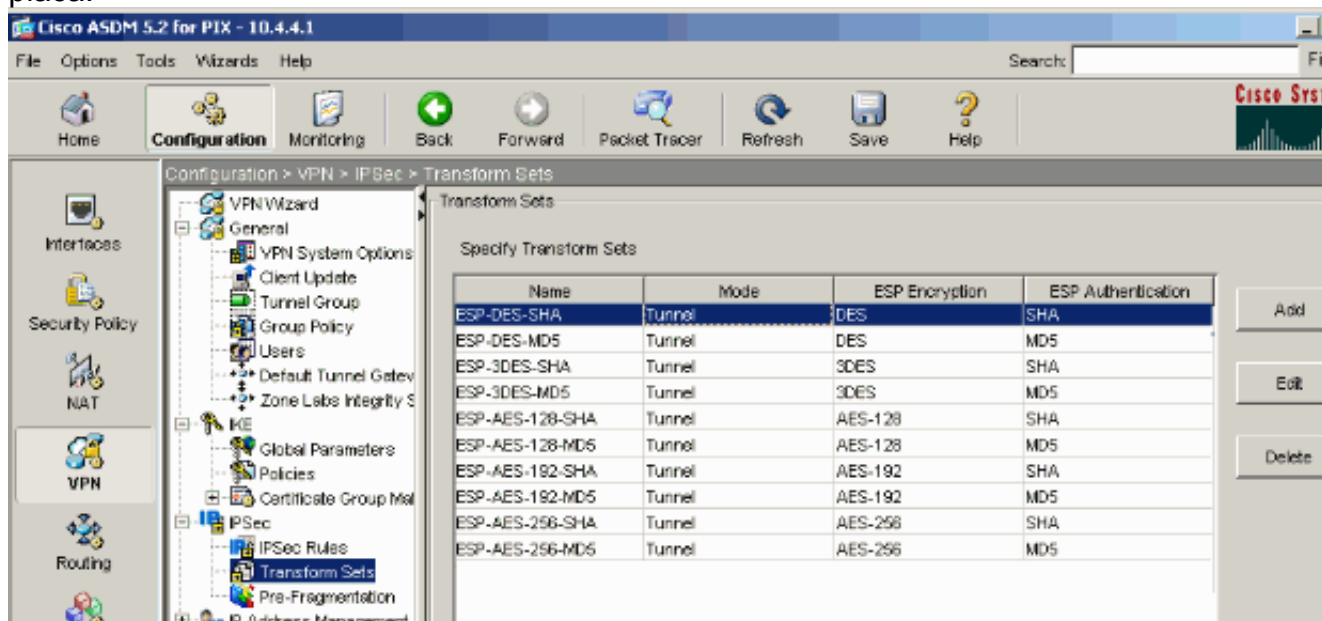 Cisco ASDM 5.2 for PIX - 10.4.4.1
File Options Tools Wizards Help Search:
Home Configuration Monitoring Back Forward Packet Tracer Refresh Save Help
Configuration > VPN > IPSec > Transform Sets
Interfaces
Security Policy
NAT
VPN
Routing
VPN Wizard
General
VPN System Options
Client Update
Tunnel Group
Group Policy
Users
Default Tunnel Gatew
Zone Labs Integrity S
IKE
Global Parameters
Policies
Certificate Group Mat
IPSec
IPSec Rules
Transform Sets
Pre-Fragmentation
IP Address Management
Transform Sets
Specify Transform Sets
Name Mode ESP Encryption ESP Authentication
ESP-DES-SHA Tunnel DES SHA
ESP-DES-MD5 Tunnel DES MD5
ESP-3DES-SHA Tunnel 3DES SHA
ESP-3DES-MD5 Tunnel 3DES MD5
ESP-AES-128-SHA Tunnel AES-128 SHA
ESP-AES-128-MD5 Tunnel AES-128 MD5
ESP-AES-192-SHA Tunnel AES-192 SHA
ESP-AES-192-MD5 Tunnel AES-192 MD5
ESP-AES-256-SHA Tunnel AES-256 SHA
ESP-AES-256-MD5 Tunnel AES-256 MD5
Add
Edit
Delete